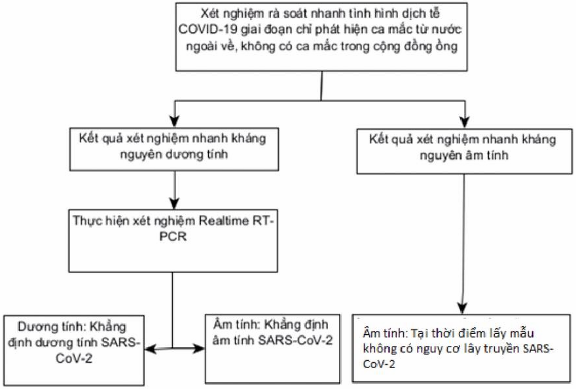 Xét nghiệm rà soát nhanh tình hình dịch tễ
COVID-19 giai đoạn chỉ phát hiện ca mắc từ nước
ngoài về, không có ca mắc trong cộng đồng ồng
Kết quả xét nghiệm nhanh kháng
nguyên dương tính
Kết quả xét nghiệm nhanh kháng
nguyên âm tính
Thực hiện xét nghiệm Realtime RT-
PCR
Dương tính: Khẳng
định dương tính SARS-
CoV-2
Âm tính: Khẳng định
âm tính SARS-CoV-2
Âm tính: Tại thời điểm lấy mẫu
không có nguy cơ lây truyền SARS-
CoV-2